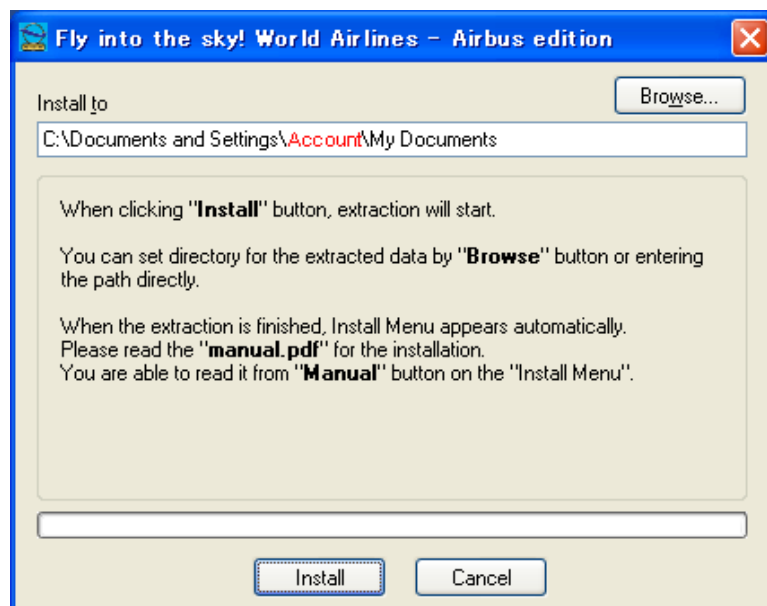 Fly into the sky! World Airlines - Airbus edition
Install to
Browse...
C:\Documents and Settings\Account\My Documents
When clicking "Install" button, extraction will start.
You can set directory for the extracted data by "Browse" button or entering
the path directly.
When the extraction is finished, Install Menu appears automatically.
Please read the "manual.pdf" for the installation.
You are able to read it from "Manual" button on the "Install Menu".
Install
Cancel